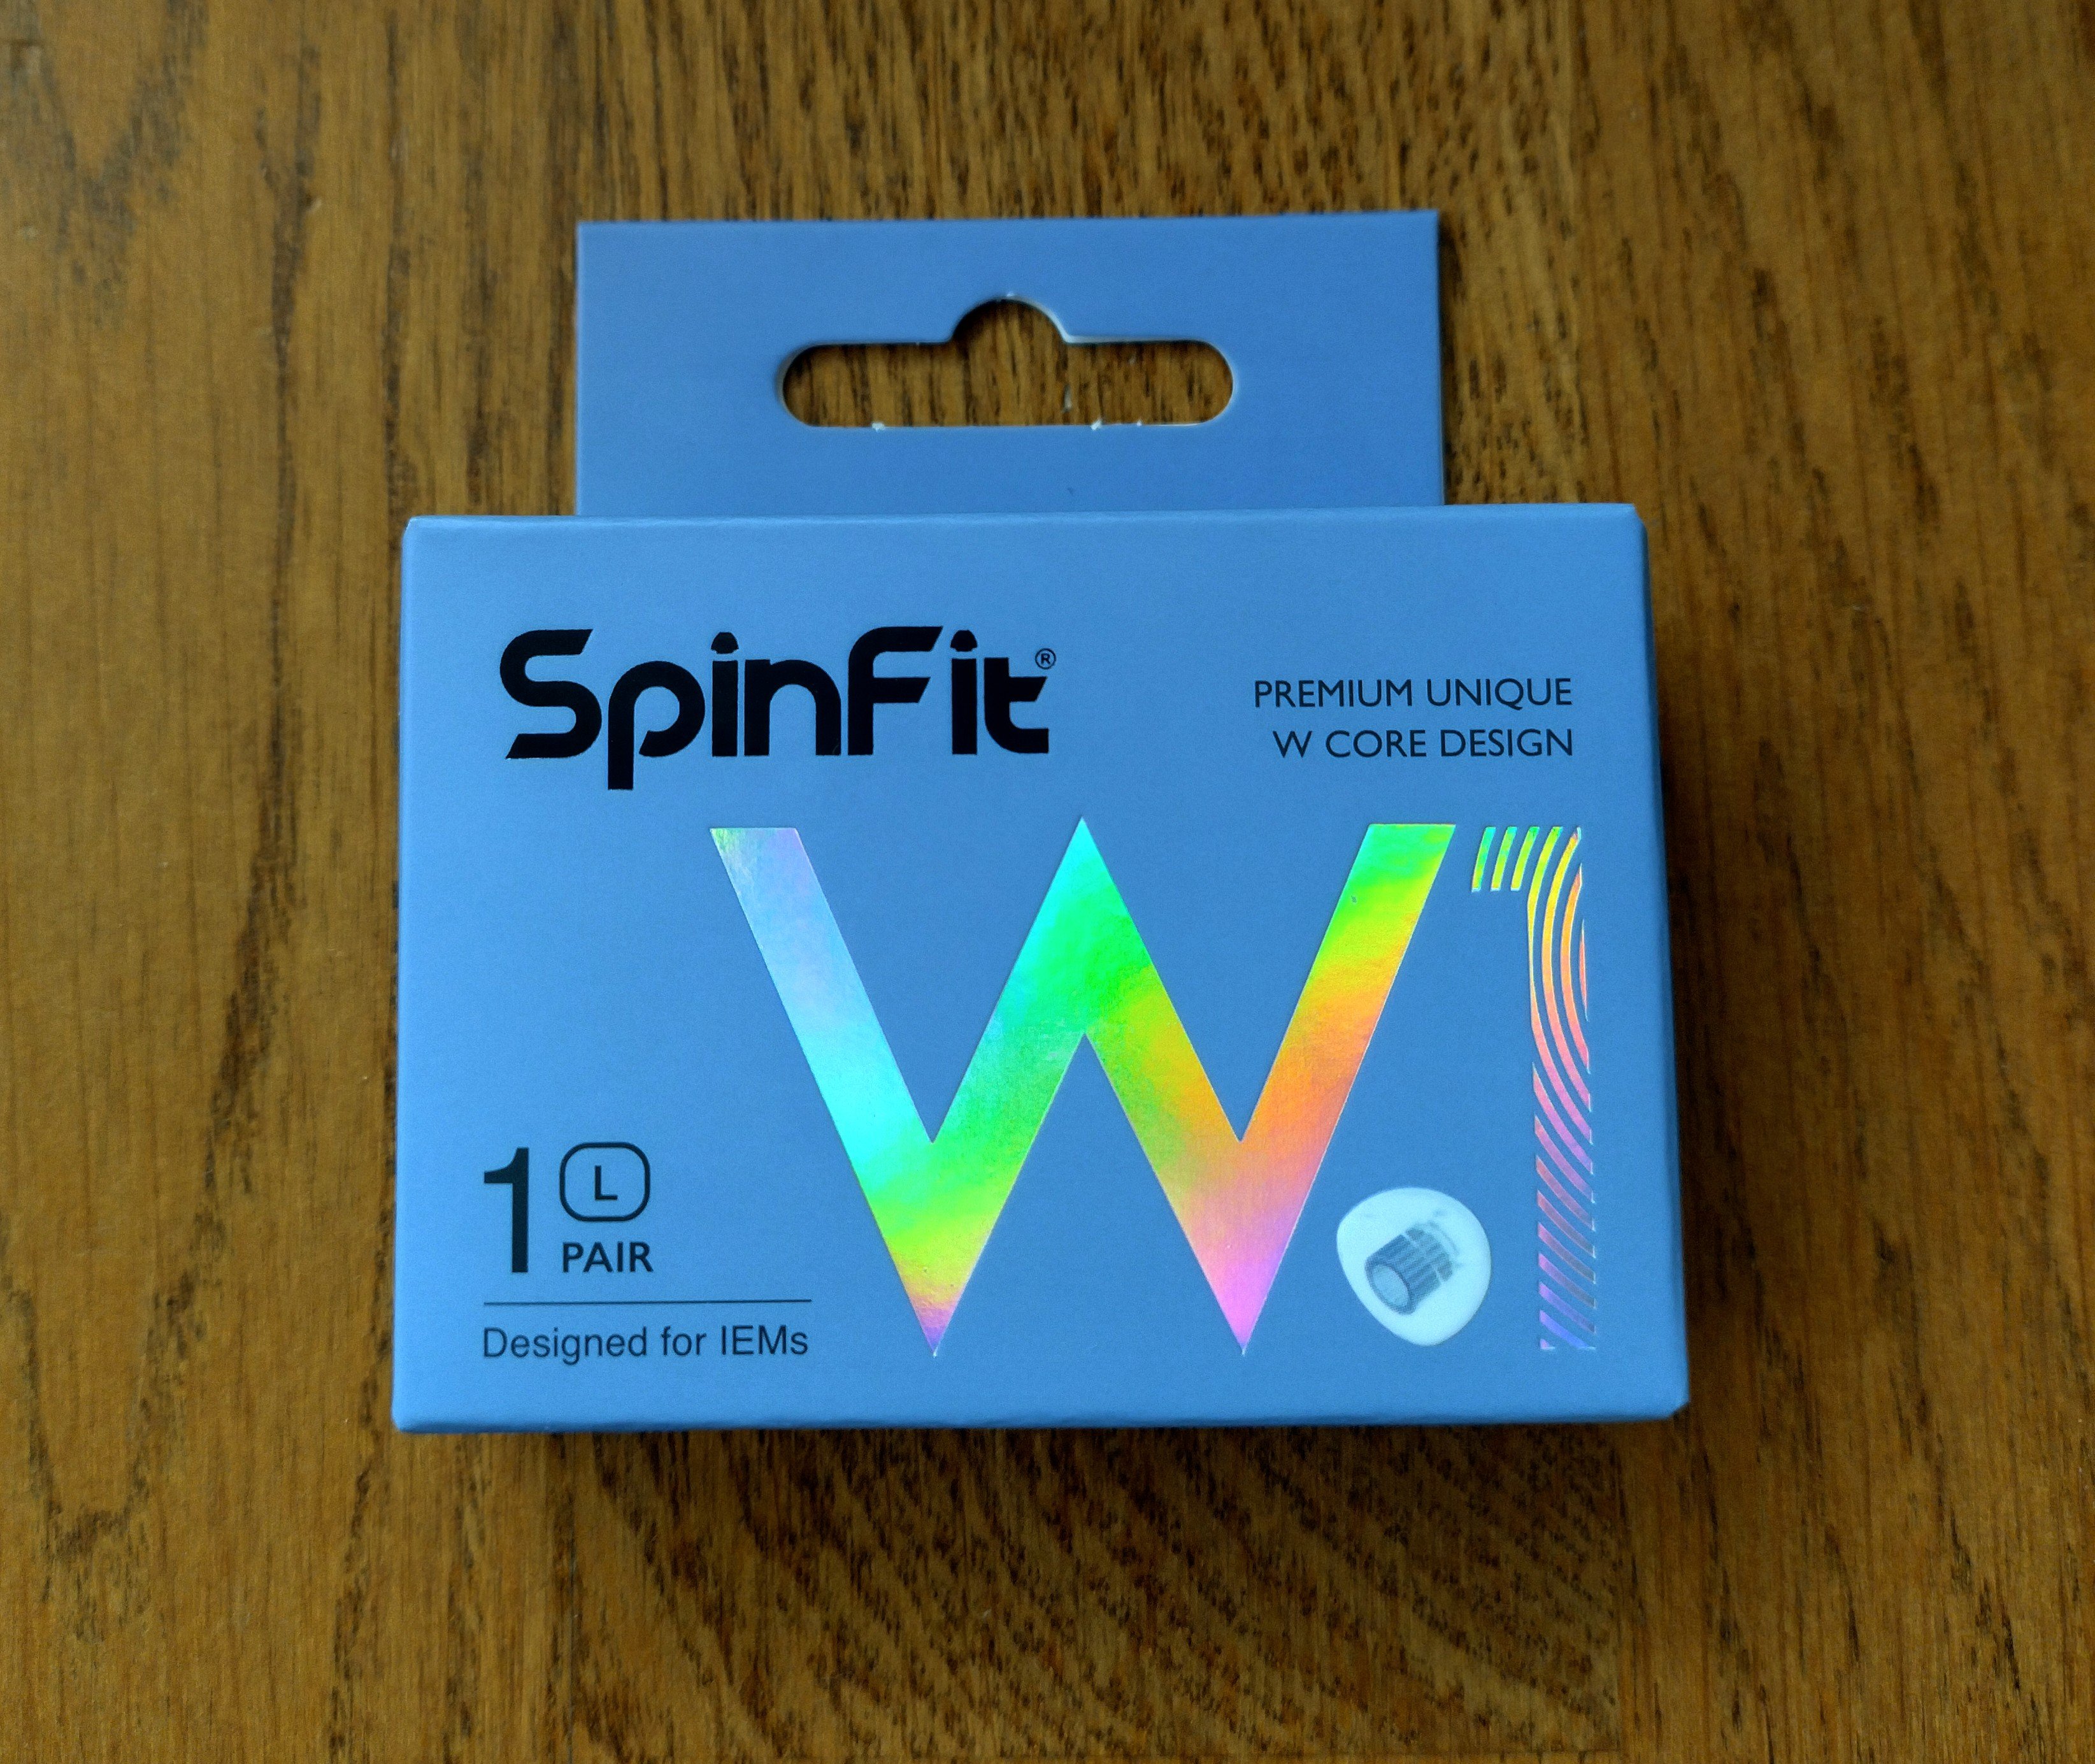 SpinFit®
PREMIUM UNIQUE
W CORE DESIGN
W1
1 L
PAIR
Designed for IEMs